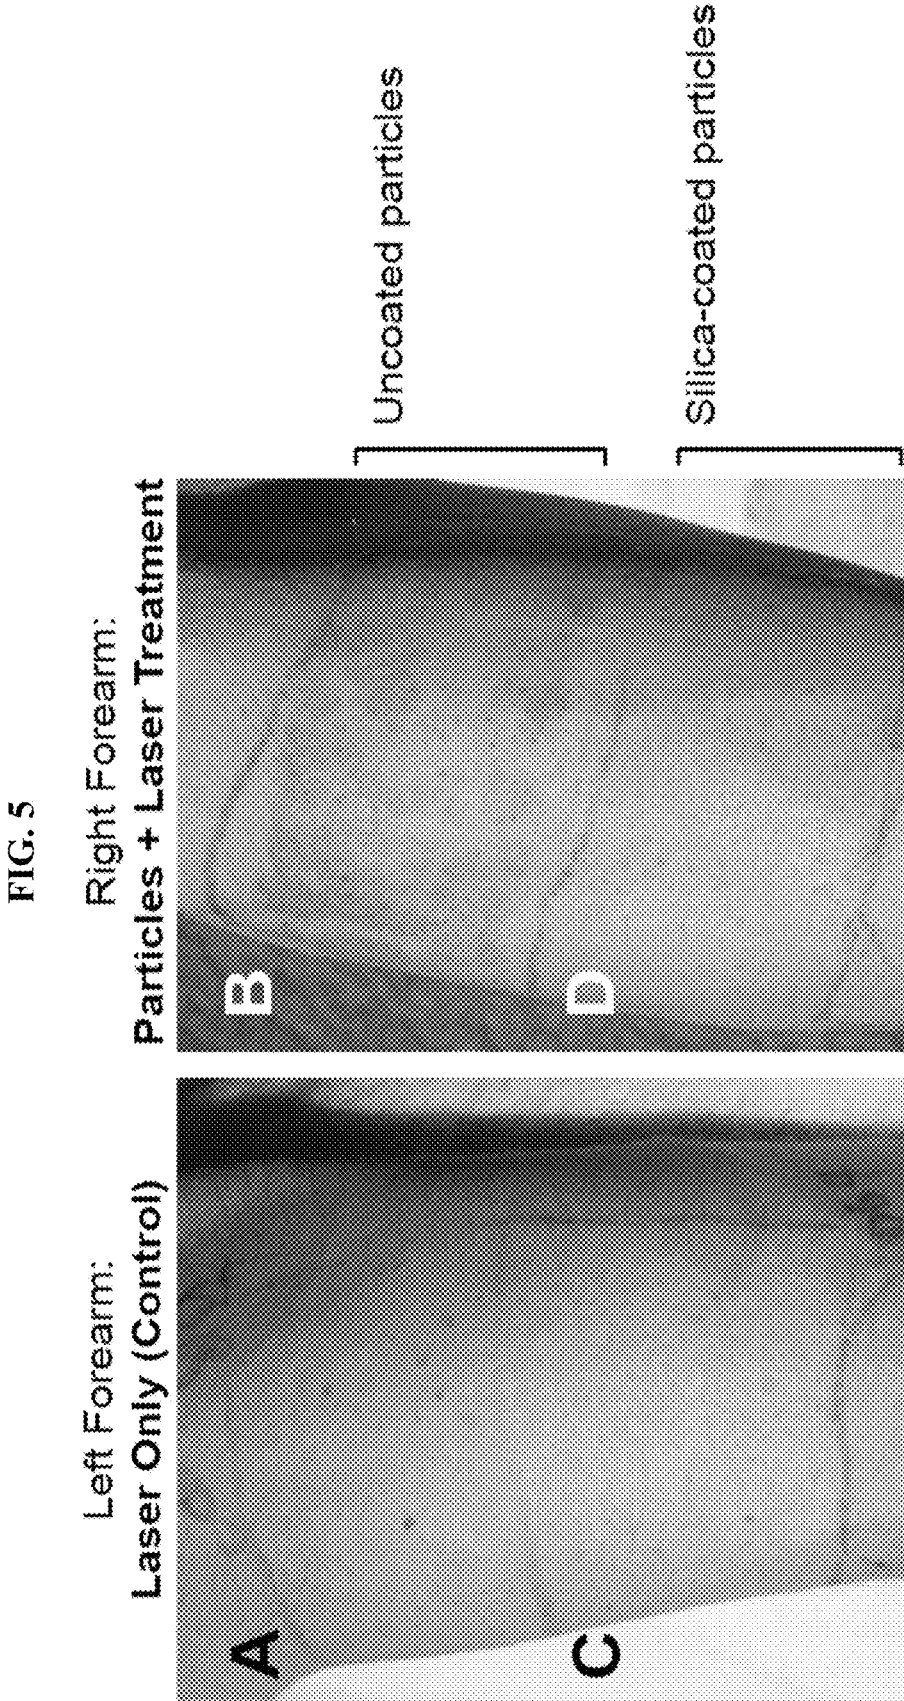 FIG. 5
Left Forearm:
Laser Only (Control)
Right Forearm:
Particles + Laser Treatment
A
B
Uncoated particles
C
D
Silica-coated particles